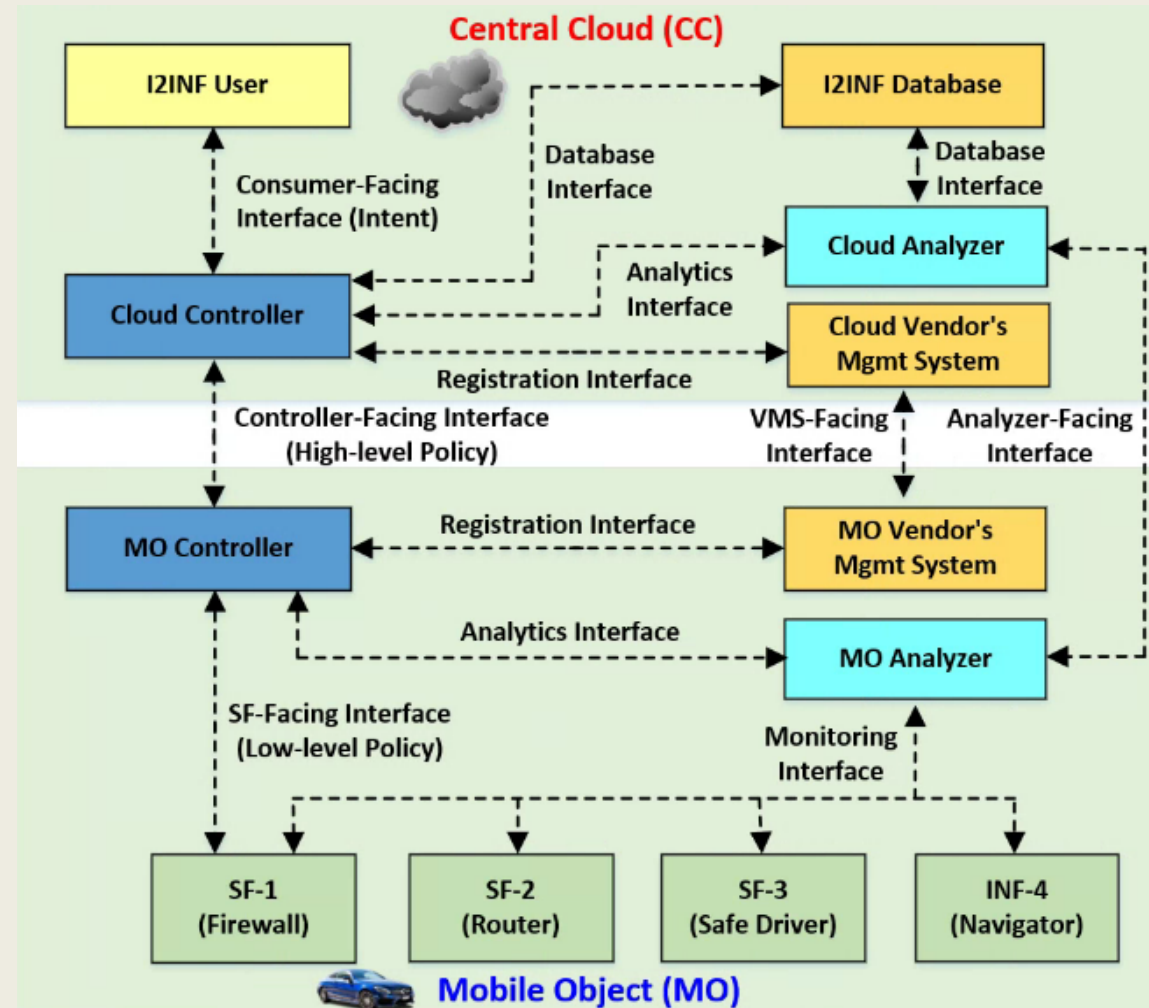 Central Cloud (CC)
I2INF User
I2INF Database
Database
Interface
Database
Interface
Consumer-Facing
Interface (Intent)
Cloud Analyzer
Analytics
Interface
Cloud Controller
Cloud Vendor's
Mgmt System
Registration Interface
Controller-Facing Interface
(High-level Policy)
VMS-Facing
Interface
Analyzer-Facing
Interface
MO Controller
Registration Interface
MO Vendor's
Mgmt System
Analytics Interface
MO Analyzer
SF-Facing Interface
(Low-level Policy)
Monitoring
Interface
SF-1
(Firewall)
SF-2
(Router)
SF-3
(Safe Driver)
INF-4
(Navigator)
Mobile Object (MO)